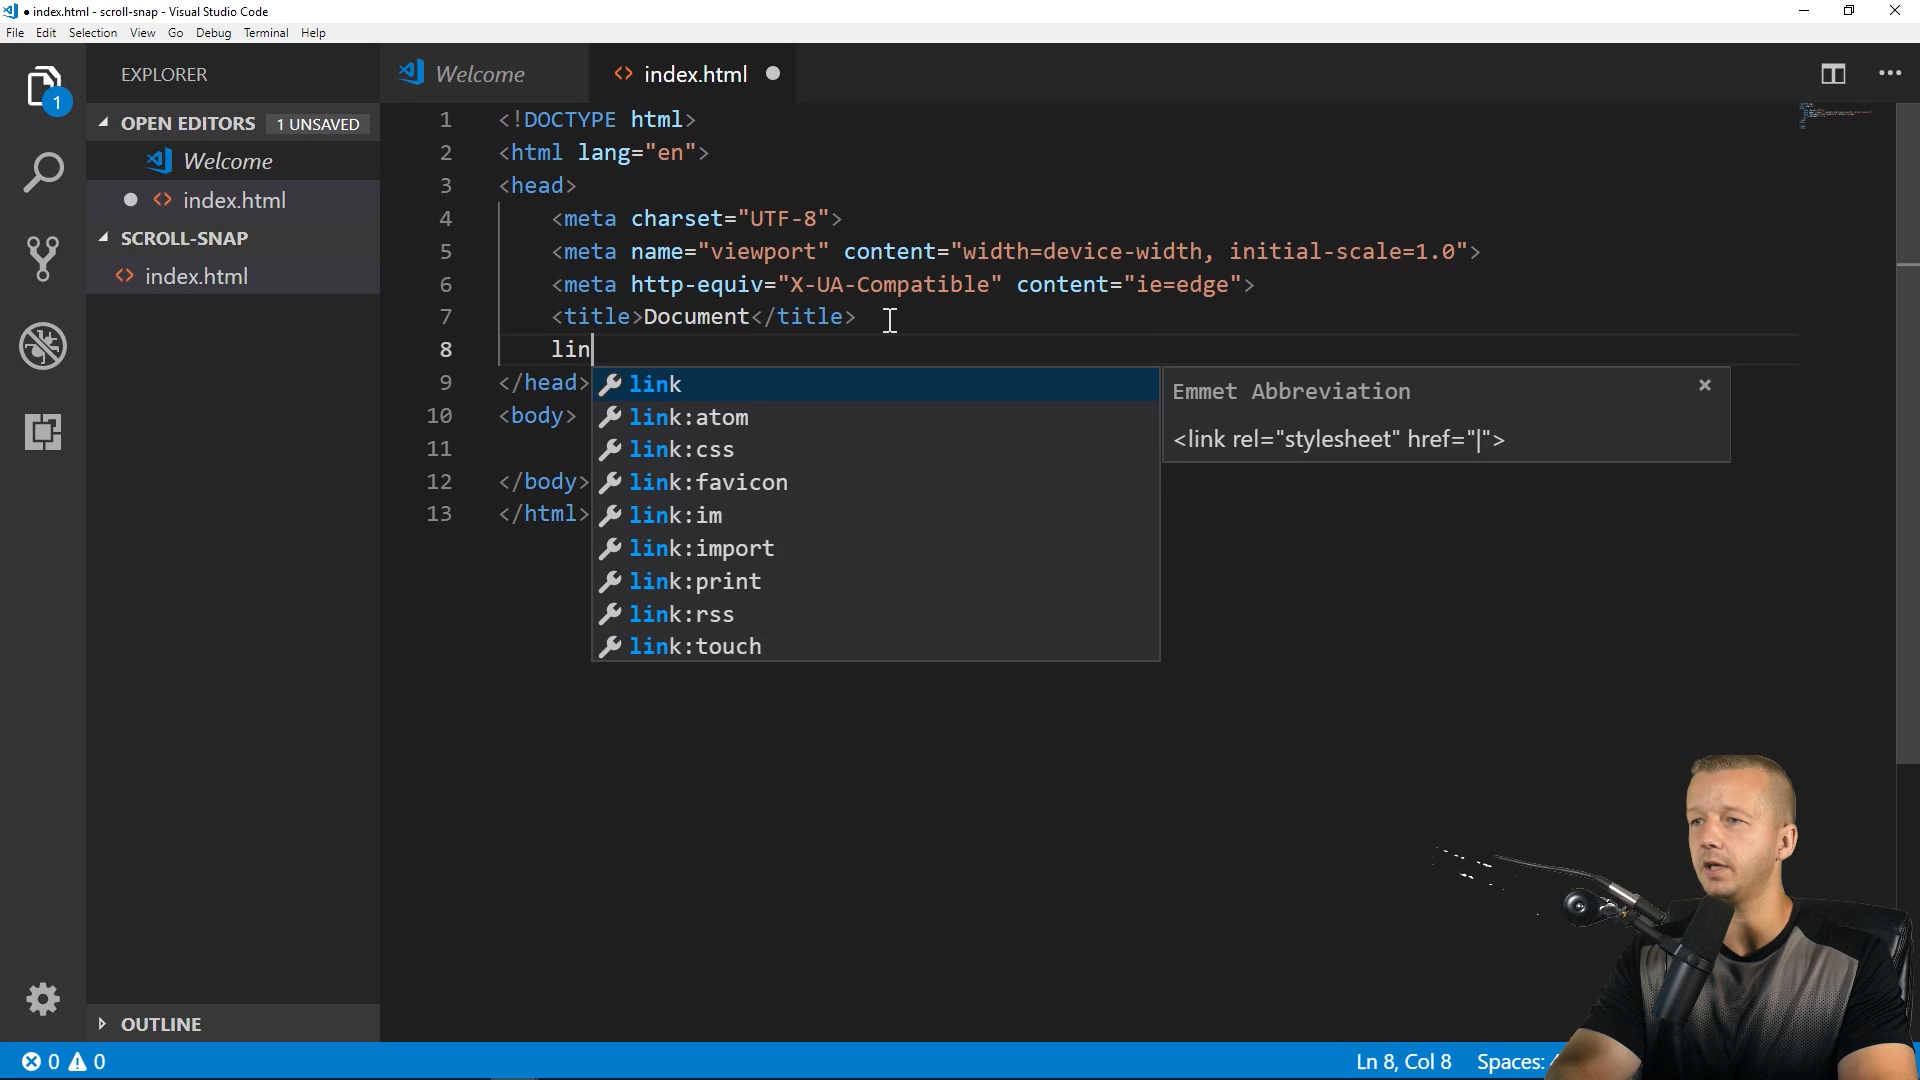 ● index.html - scroll-snap - Visual Studio Code
File Edit Selection View Go Debug Terminal Help
EXPLORER
Welcome
index.html
1
OPEN EDITORS 1 UNSAVED
Welcome
index.html
SCROLL-SNAP
index.html
OUTLINE
1 <!DOCTYPE html>
2 <html lang="en">
3 <head>
4 <meta charset="UTF-8">
5 <meta name="viewport" content="width=device-width, initial-scale=1.0">
6 <meta http-equiv="X-UA-Compatible" content="ie=edge">
7 <title>Document</title>
8 lin
9 </head>
10 <body>
11
12 </body>
13 </html>
link
link:atom
link:css
link:favicon
link:im
link:import
link:print
link:rss
link:touch
Emmet Abbreviation
<link rel="stylesheet" href="|">
0 0
Ln 8, Col 8 Spaces: